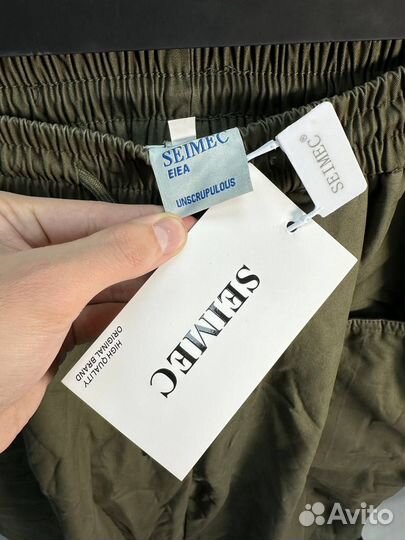 SEIMEC
EIEA
UNSCRUPULOUS
SEIMEC®
SEIMEC
HIGH QUALITY
ORIGINAL BRAND
Avito